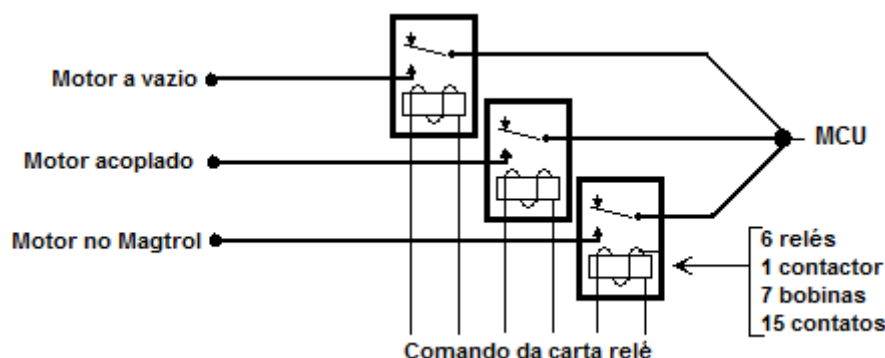 Motor a vazio
Motor acoplado
MCU
Motor no Magtrol
6 relés
1 contactor
7 bobinas
15 contatos
Comando da carta relé